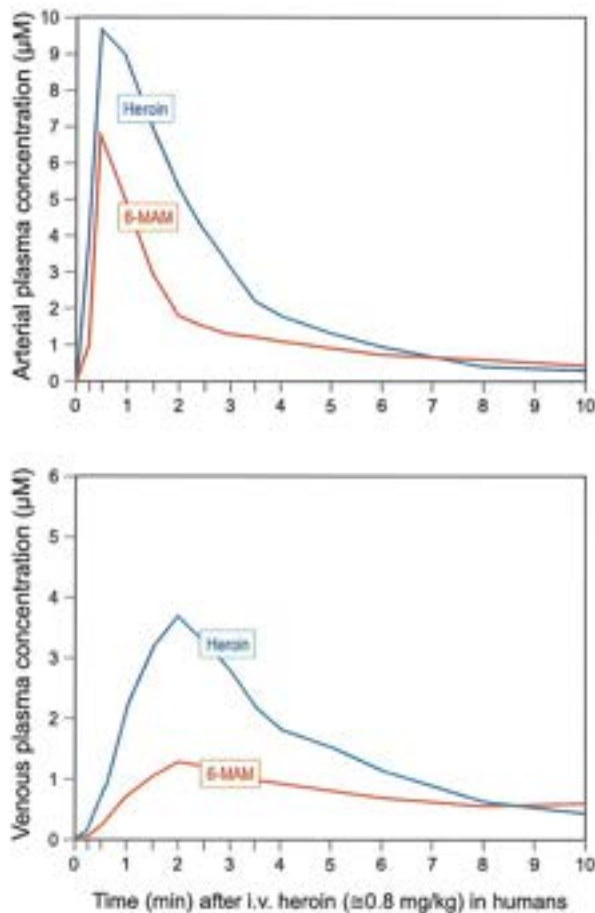 Arterial plasma concentration (µM)
10
9
8
7
6
5
4
3
2
1
0
Heroin
6-MAM
0 1 2 3 4 5 6 7 8 9 10
Venous plasma concentration (µM)
6
5
4
3
2
1
0
Heroin
6-MAM
0 1 2 3 4 5 6 7 8 9 10
Time (min) after i.v. heroin (≅0.8 mg/kg) in humans